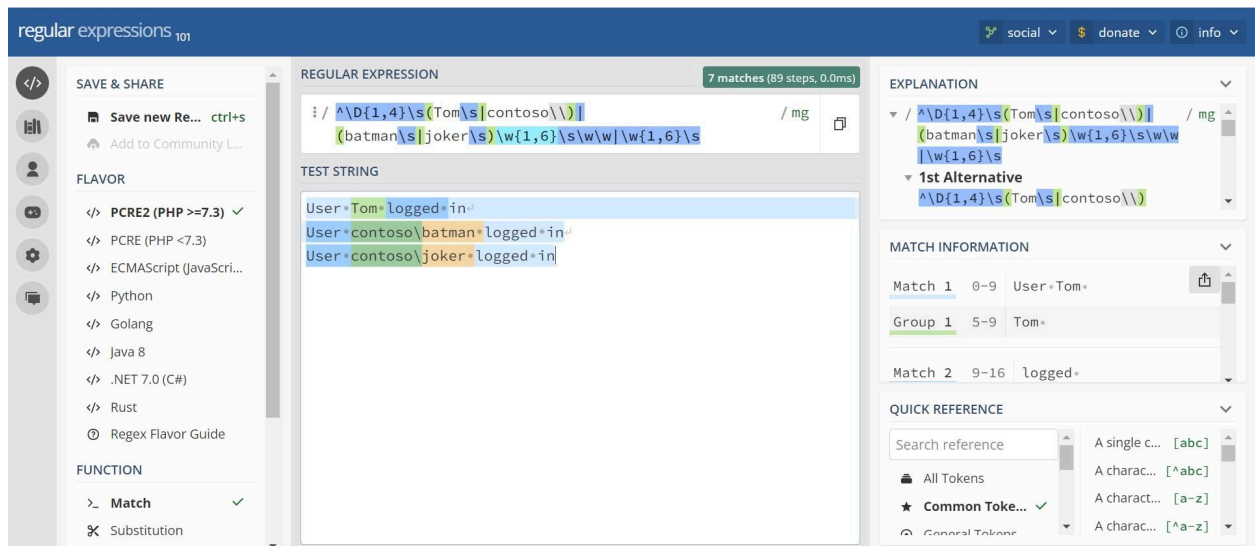 regular expressions 101
social
$ donate
info
SAVE & SHARE
Save new Re... ctrl+s
Add to Community L...
FLAVOR
</> PCRE2 (PHP >=7.3)
</> PCRE (PHP <7.3)
</> ECMAScript (JavaScri...
</> Python
</> Golang
</> Java 8
</> .NET 7.0 (C#)
</> Rust
Regex Flavor Guide
FUNCTION
>_ Match
Substitution
REGULAR EXPRESSION
7 matches (89 steps, 0.0ms)
/ ^\D{1,4}\s(Tom\s|contoso\\)| / mg
(batman\s|joker\s)\w{1,6}\s\w\w|\w{1,6}\s
TEST STRING
User Tom logged in
User contoso\batman logged in
User contoso\joker logged in
EXPLANATION
/ ^\D{1,4}\s(Tom\s|contoso\\)| / mg
(batman\s|joker\s)\w{1,6}\s\w\w
|\w{1,6}\s
1st Alternative
^\D{1,4}\s(Tom\s|contoso\\)
MATCH INFORMATION
Match 1 0-9 User Tom
Group 1 5-9 Tom
Match 2 9-16 logged
QUICK REFERENCE
Search reference
All Tokens
Common Toke...
General Tokens
A single c... [abc]
A charac... [^abc]
A charact... [a-z]
A charac... [^a-z]